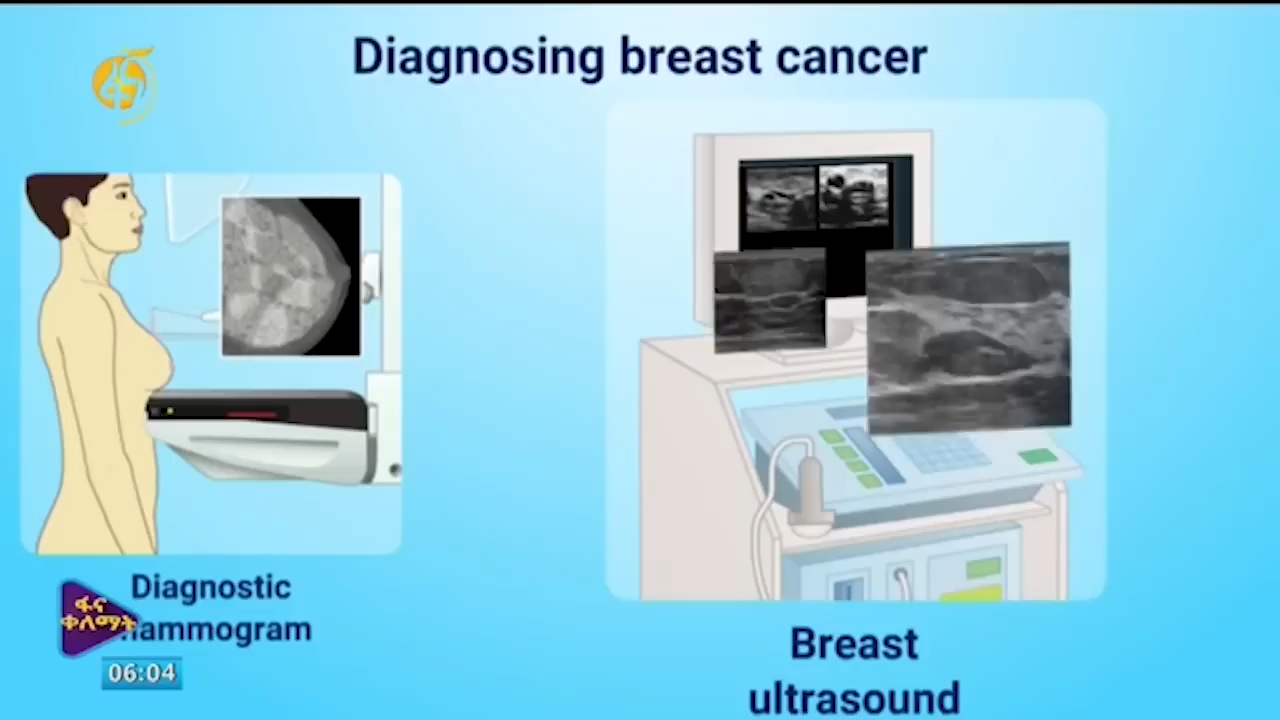 Diagnosing breast cancer
Diagnostic
mammogram
ፋና
ቀለማት
06:04
Breast
ultrasound